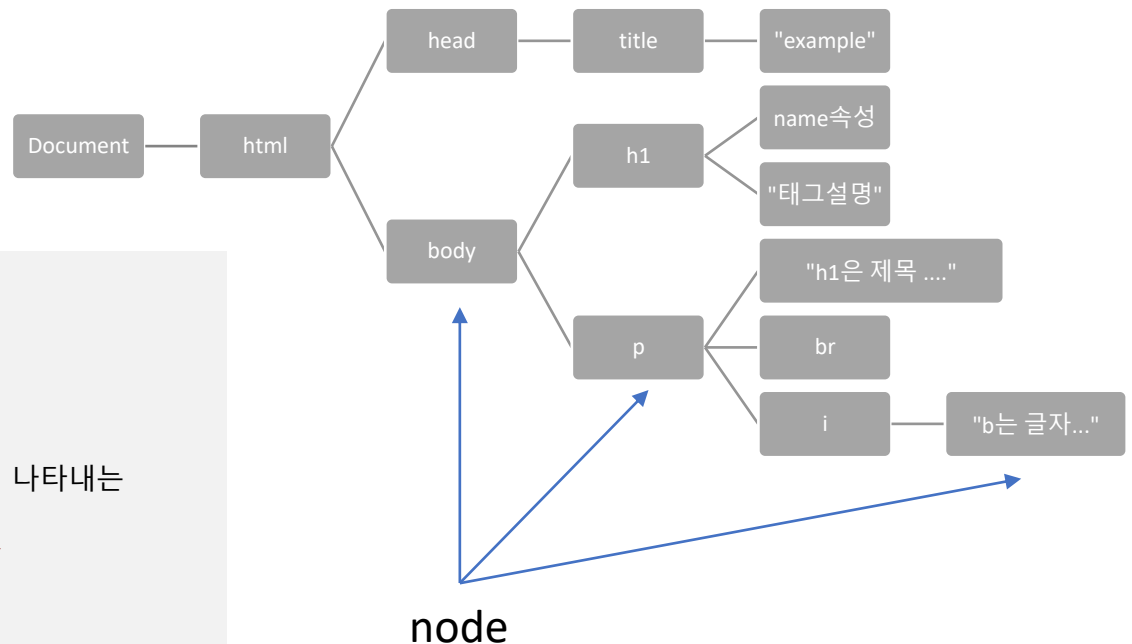 head
title
"example"
Document
html
h1
name속성
"태그설명"
body
"h1은 제목 ...."
p
br
i
"b는 글자..."
나타내는
node